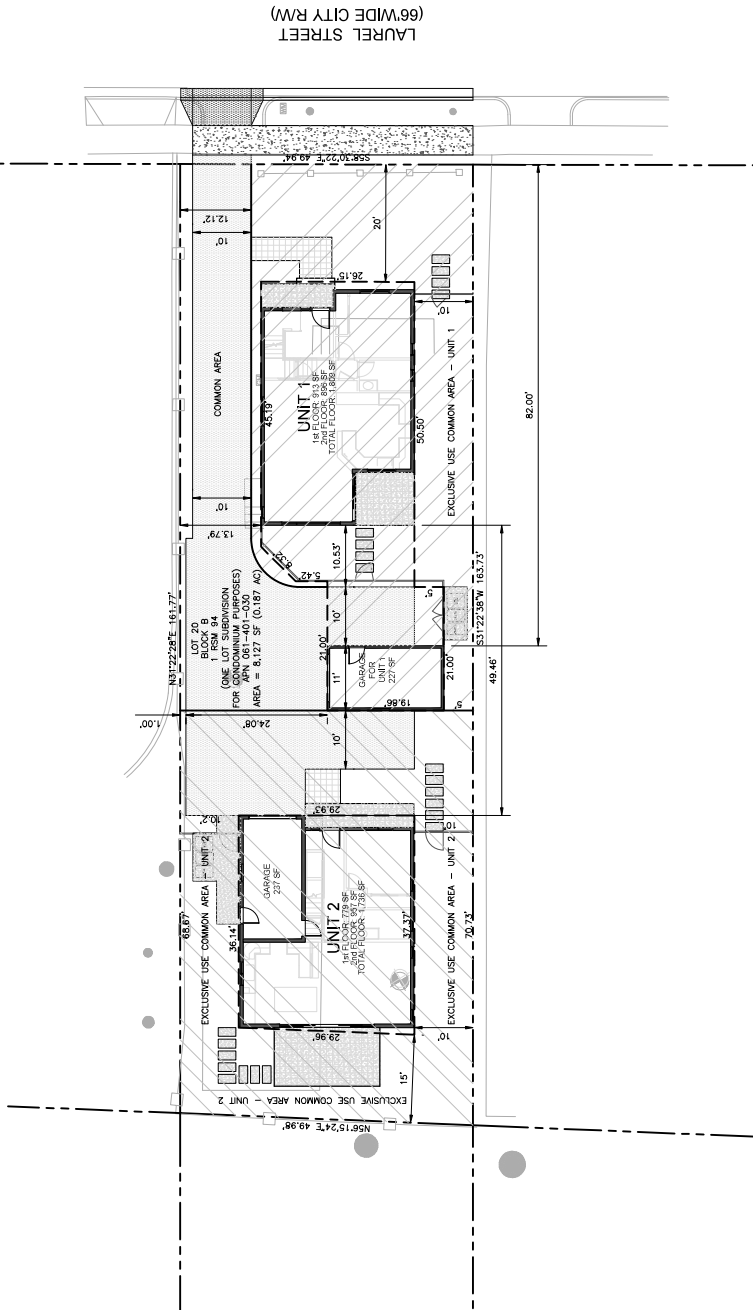 LAUREL STREET
(66'WIDE CITY R/W)
S58°30'22"E 49.94'
12.12'
10'
20'
26.15'
10'
COMMON AREA
45.19'
UNIT 1
1st FLOOR: 913 SF
2nd FLOOR: 896 SF
TOTAL FLOOR: 1,809 SF
50.50'
EXCLUSIVE USE COMMON AREA - UNIT 1
82.00'
10'
13.79'
8.32'
5.42'
10.53'
N31°22'28"E 161.77'
LOT 20
BLOCK B
1 RSM 94
(ONE LOT SUBDIVISION
FOR CONDOMINIUM PURPOSES)
APN 061-401-030
AREA = 8,127 SF (0.187 AC)
10'
5'
S31°22'38"W 163.73'
21.00'
11'
GARAGE
FOR
UNIT 1
227 SF
21.00'
19.86'
5'
49.46'
1.00'
24.08'
10'
10.2'
29.93'
10'
GARAGE
237 SF
68.67'
EXCLUSIVE USE COMMON AREA - UNIT 2
36.14'
UNIT 2
1st FLOOR: 779 SF
2nd FLOOR: 957 SF
TOTAL FLOOR: 1,736 SF
37.37'
EXCLUSIVE USE COMMON AREA - UNIT 2
70.73'
29.96'
10'
15'
EXCLUSIVE USE COMMON AREA - UNIT 2
N56°15'24"E 49.98'